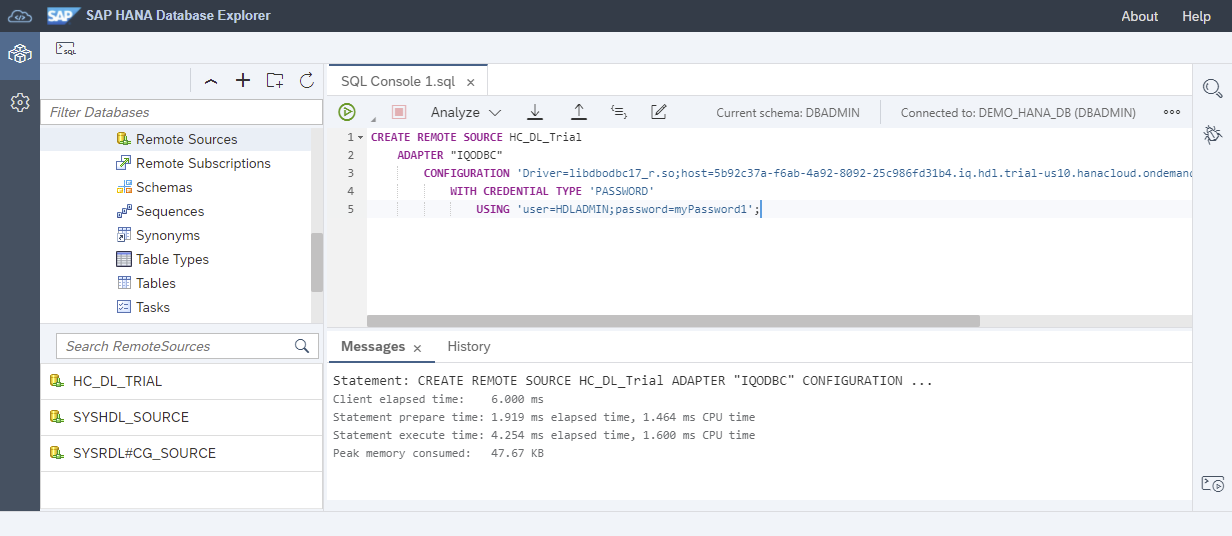 SAP SAP HANA Database Explorer About Help
SQL
SQL Console 1.sql ×
Filter Databases
Analyze Current schema: DBADMIN Connected to: DEMO_HANA_DB (DBADMIN)
Remote Sources
Remote Subscriptions
Schemas
Sequences
Synonyms
Table Types
Tables
Tasks
1 CREATE REMOTE SOURCE HC_DL_Trial
2 ADAPTER "IQODBC"
3 CONFIGURATION 'Driver=libdbodbc17_r.so;host=5b92c37a-f6ab-4a92-8092-25c986fd31b4.iq.hdl.trial-us10.hanacloud.ondemand
4 WITH CREDENTIAL TYPE 'PASSWORD'
5 USING 'user=HDLADMIN;password=myPassword1';
Search RemoteSources
HC_DL_TRIAL
SYSHDL_SOURCE
SYSRDL#CG_SOURCE
Messages × History
Statement: CREATE REMOTE SOURCE HC_DL_Trial ADAPTER "IQODBC" CONFIGURATION ...
Client elapsed time: 6.000 ms
Statement prepare time: 1.919 ms elapsed time, 1.464 ms CPU time
Statement execute time: 4.254 ms elapsed time, 1.600 ms CPU time
Peak memory consumed: 47.67 KB